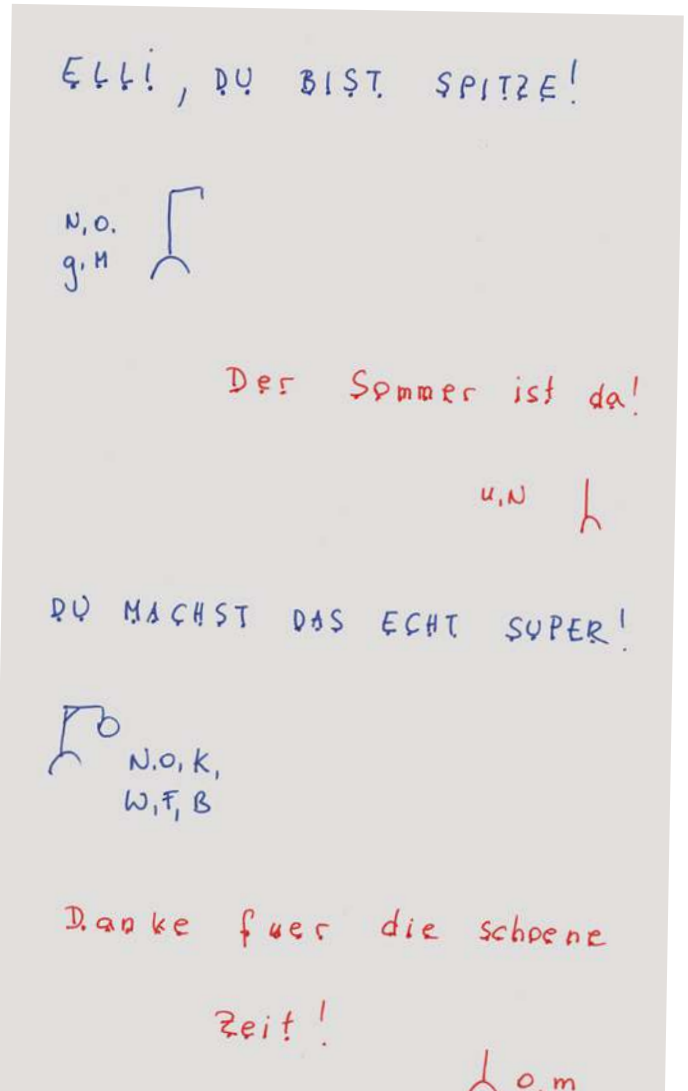 ELLi!, DU BIST SPITZE!
N, O.
g, M
Der Sommer ist da!
u, N
DU MACHST DAS ECHT SUPER!
N.O, K,
W, F, B
Danke fuer die schoene
Zeit!
o, m